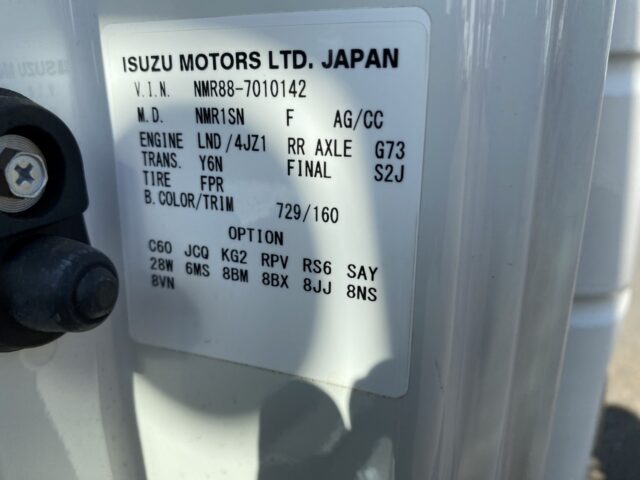 ISUZU MOTORS LTD. JAPAN
V.I.N. NMR88-7010142
M.D. NMR1SN F AG/CC
ENGINE LND/4JZ1 RR AXLE G73
TRANS. Y6N FINAL S2J
TIRE FPR
B.COLOR/TRIM 729/160
OPTION
C60 JCQ KG2 RPV RS6 SAY
28W 6MS 8BM 8BX 8JJ 8NS
8VN